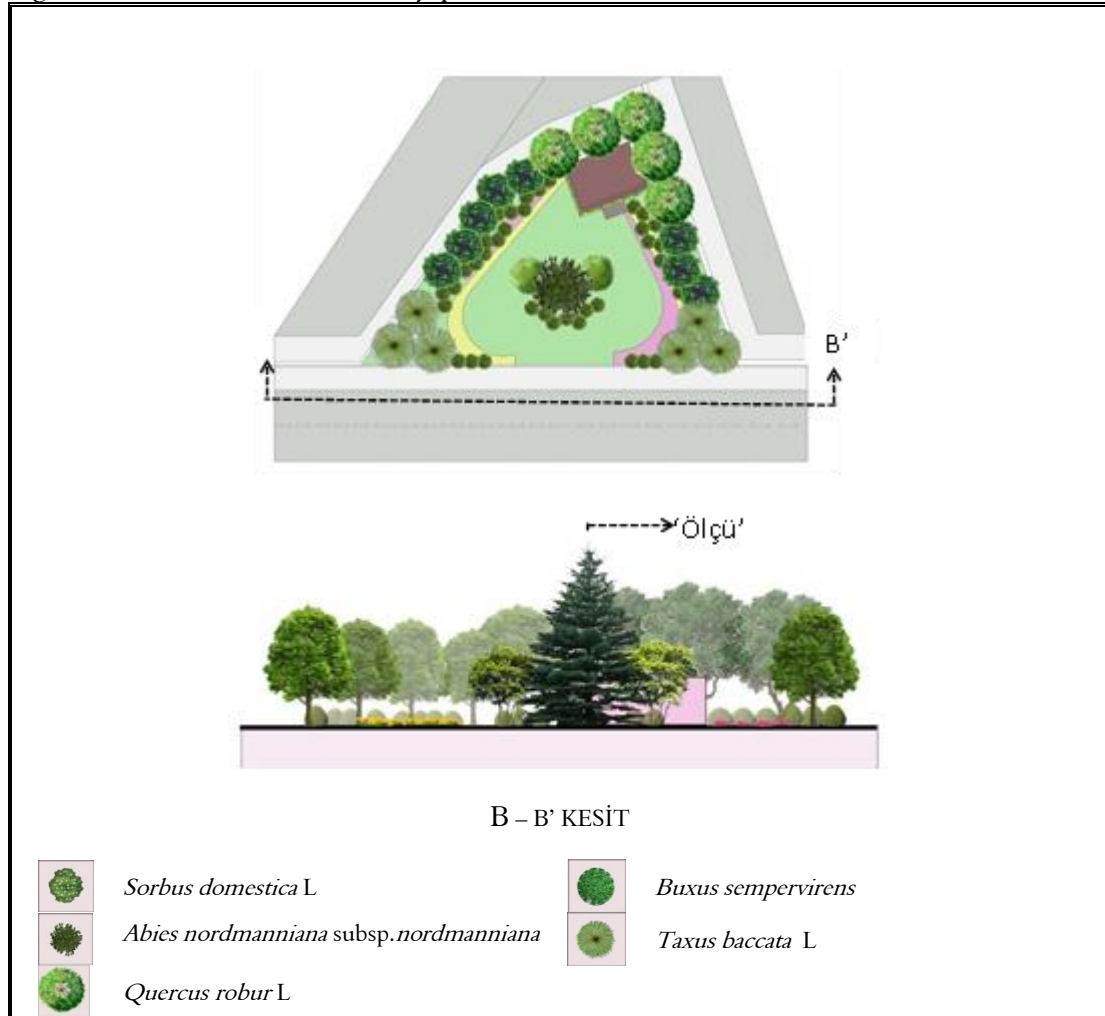 B’
‘Ölçü’
B – B’ KESİT
Sorbus domestica L
Buxus sempervirens
Abies nordmanniana subsp.nordmanniana
Taxus baccata L
Quercus robur L